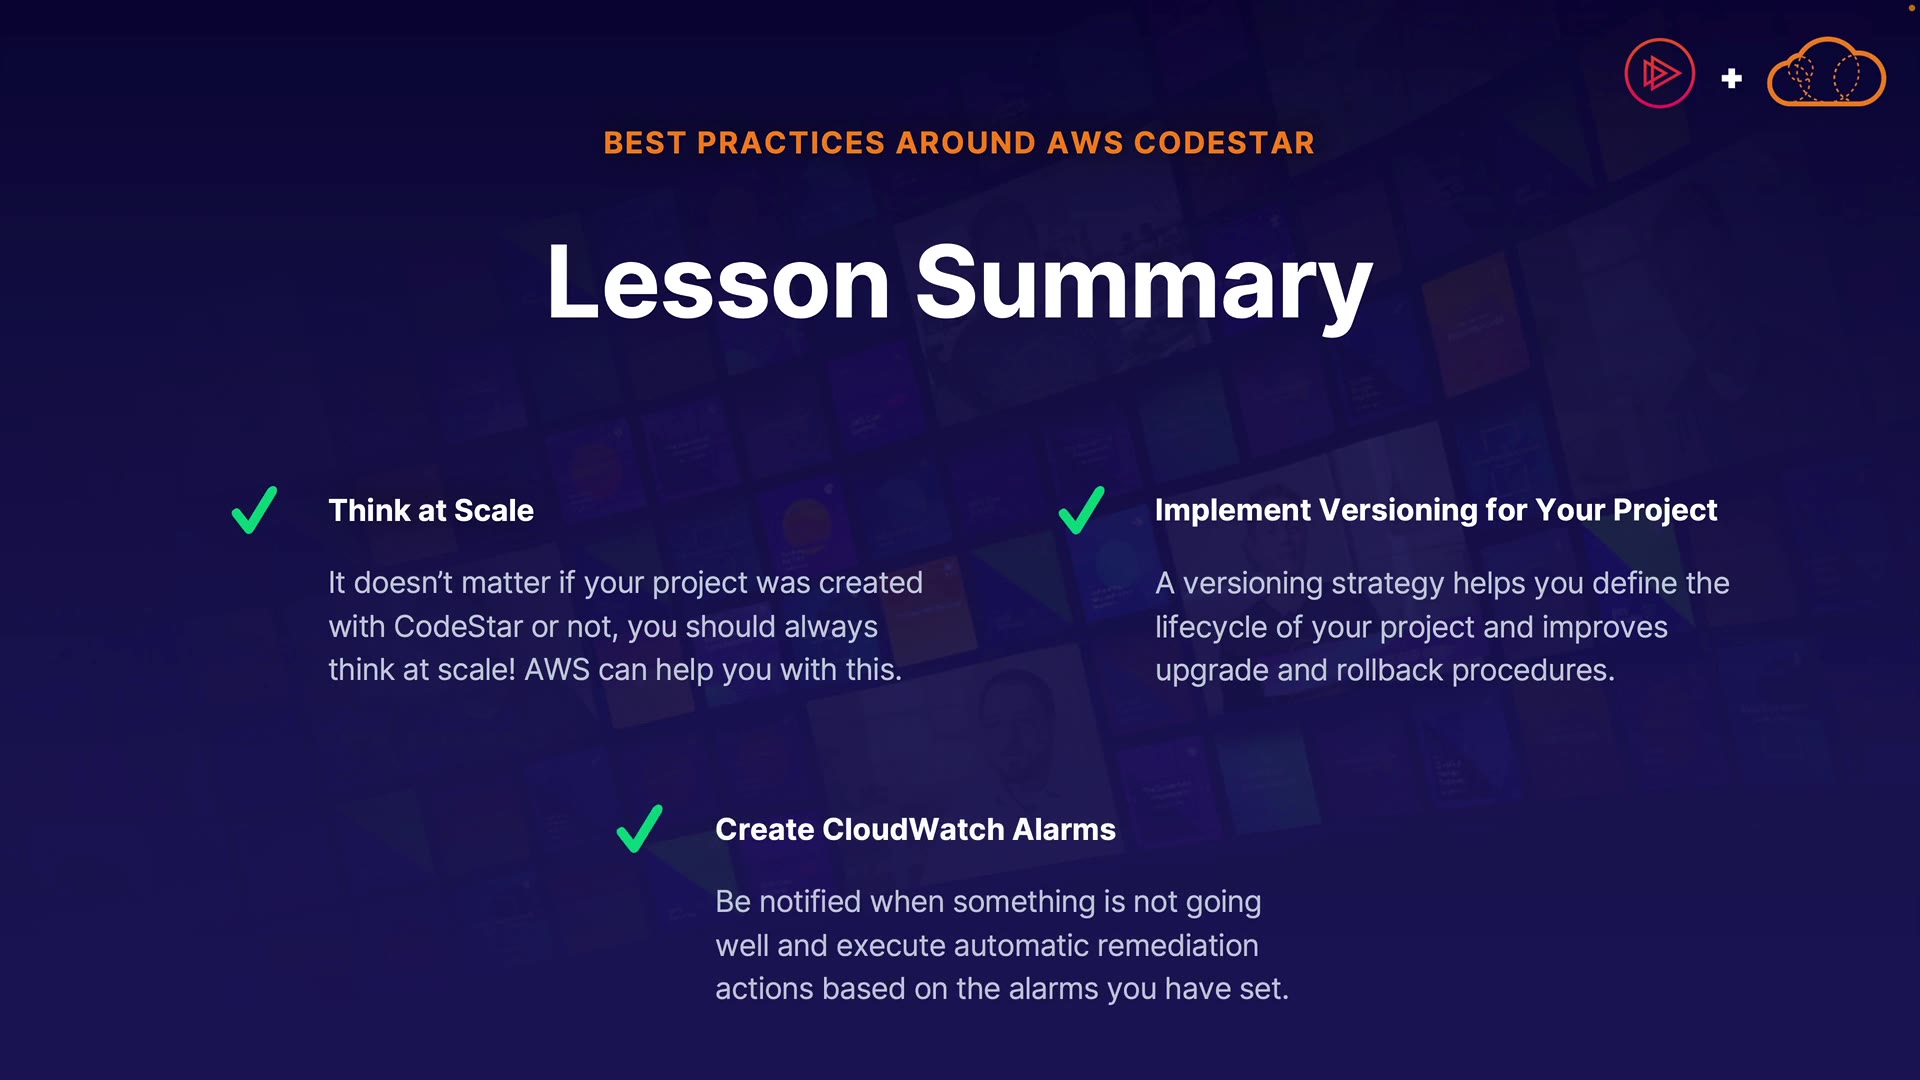 BEST PRACTICES AROUND AWS CODESTAR
Lesson Summary
Think at Scale
It doesn’t matter if your project was created
with CodeStar or not, you should always
think at scale! AWS can help you with this.
Implement Versioning for Your Project
A versioning strategy helps you define the
lifecycle of your project and improves
upgrade and rollback procedures.
Create CloudWatch Alarms
Be notified when something is not going
well and execute automatic remediation
actions based on the alarms you have set.